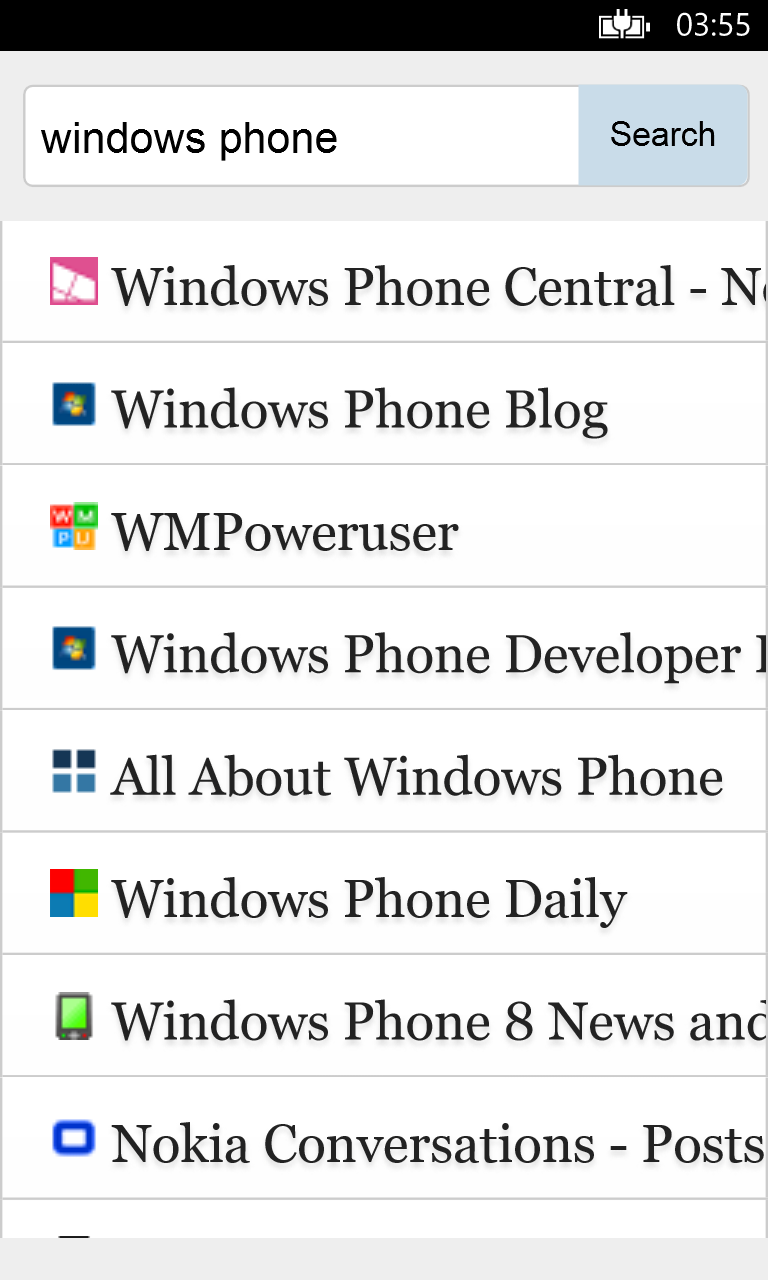 03:55
windows phone Search
Windows Phone Central - N
Windows Phone Blog
W M
WMPoweruser
P U
Windows Phone Developer
All About Windows Phone
Windows Phone Daily
Windows Phone 8 News and
Nokia Conversations - Posts